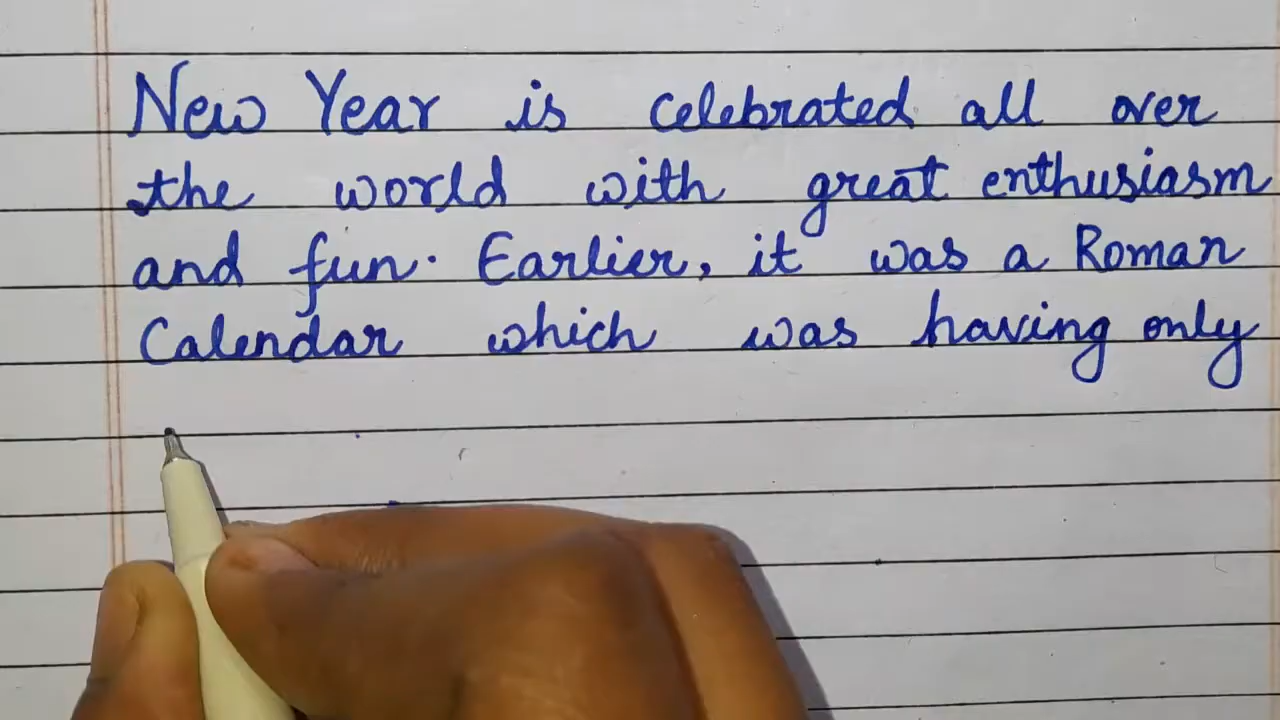 New Year is celebrated all over
the world with great enthusiasm
and fun. Earlier, it was a Roman
Calendar which was having only